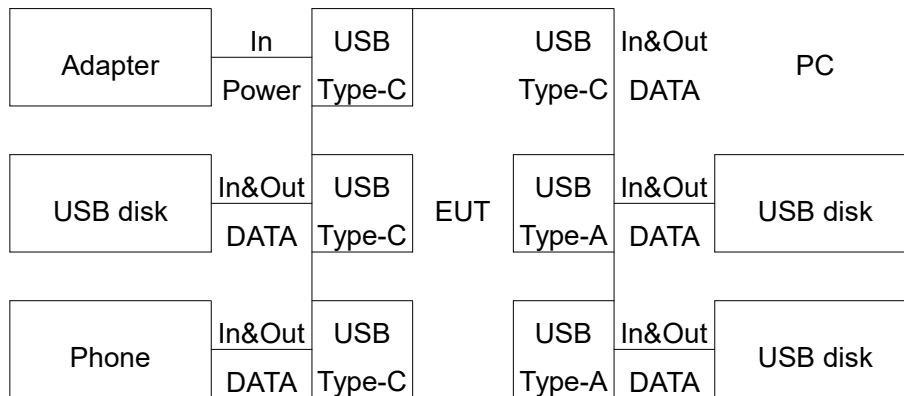 In USB USB In&Out
Adapter PC
Power Type-C Type-C DATA
In&Out USB USB In&Out
USB disk EUT USB disk
DATA Type-C Type-A DATA
In&Out USB USB In&Out
Phone USB disk
DATA Type-C Type-A DATA